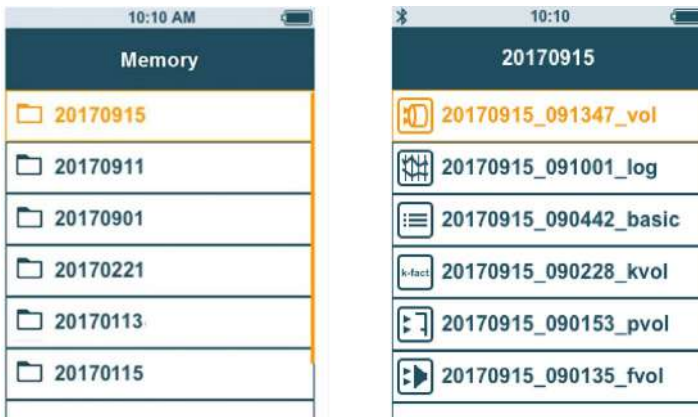 10:10 AM
Memory
20170915
20170911
20170901
20170221
20170113
20170115
10:10
20170915
20170915_091347_vol
20170915_091001_log
20170915_090442_basic
k-fact 20170915_090228_kvol
20170915_090153_pvol
20170915_090135_fvol